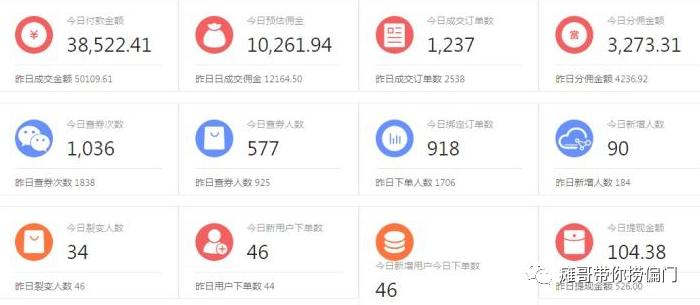 今日付款金额
38,522.41
昨日成交金额 50109.61
今日预估佣金
10,261.94
昨日日成交佣金 12164.50
今日成交订单数
1,237
昨日成交订单数 2538
今日分佣金额
3,273.31
昨日分佣金额 4236.92
今日查券次数
1,036
昨日查券次数 1838
今日查券人数
577
昨日查券人数 925
今日绑定订单数
918
昨日下单人数 1706
今日新增人数
90
昨日新增人数 184
今日裂变人数
34
昨日裂变人数 46
今日新用户下单数
46
昨日用户下单数 44
今日新增用户今日下单数
46
今日提现金额
104.38
昨日提现金额 526.00
瘫哥带你捞偏门
¥
赏